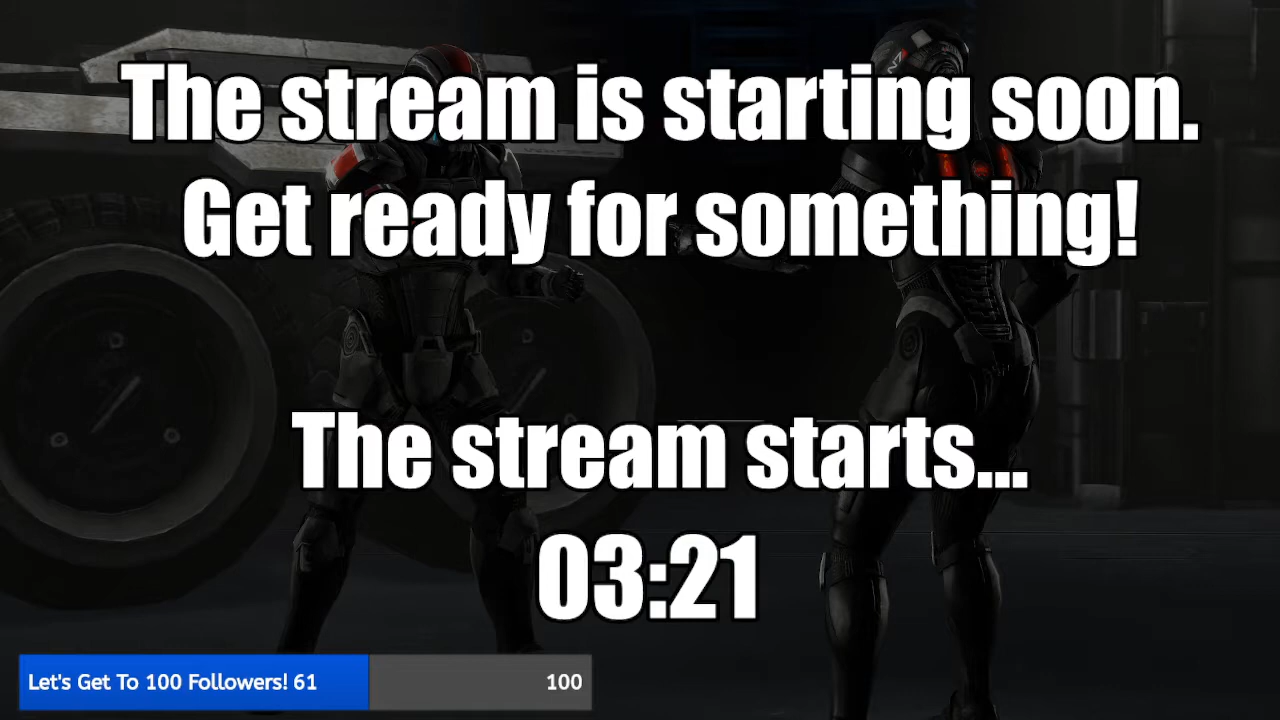 The stream is starting soon.
Get ready for something!
The stream starts...
03:21
Let's Get To 100 Followers! 61
100
N7